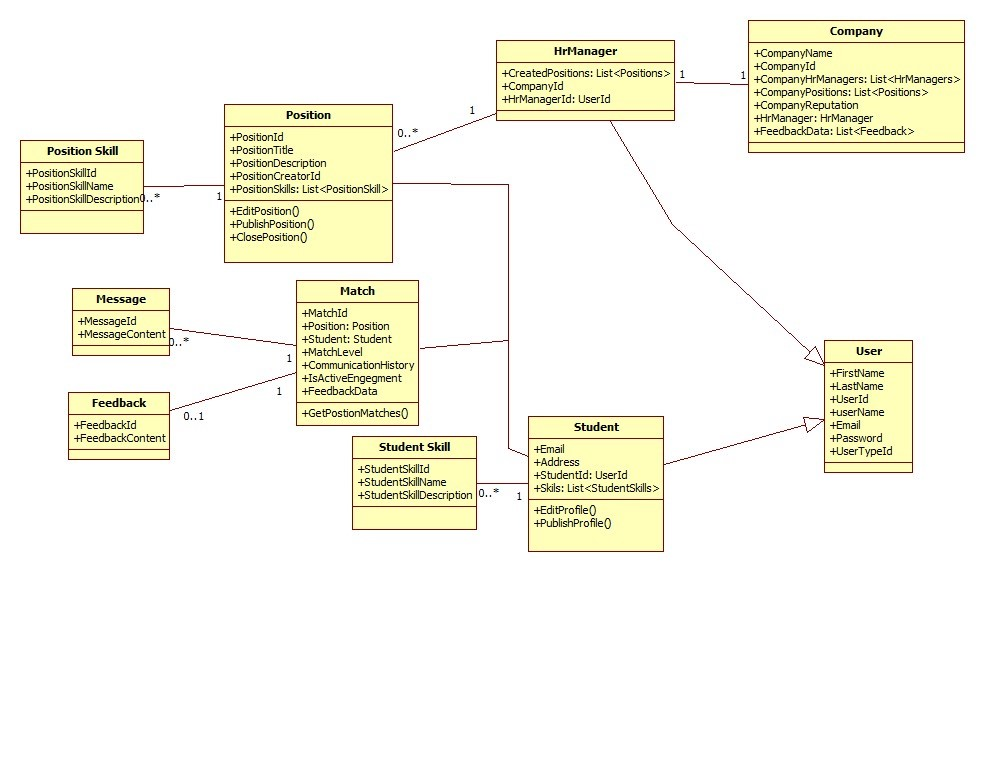 Company
+CompanyName
+CompanyId
+CompanyHrManagers: List<HrManagers>
+CompanyPositions: List<Positions>
+CompanyReputation
+HrManager: HrManager
+FeedbackData: List<Feedback>
HrManager
+CreatedPositions: List<Positions>
+CompanyId
+HrManagerId: UserId
1
1
1
0..*
Position
+PositionId
+PositionTitle
+PositionDescription
+PositionCreatorId
+PositionSkills: List<PositionSkill>
+EditPosition()
+PublishPosition()
+ClosePosition()
Position Skill
+PositionSkillId
+PositionSkillName
+PositionSkillDescription
0..*
1
Match
+MatchId
+Position: Position
+Student: Student
+MatchLevel
+CommunicationHistory
+IsActiveEngegment
+FeedbackData
+GetPostionMatches()
Message
+MessageId
+MessageContent
0..*
1
Feedback
+FeedbackId
+FeedbackContent
0..1
1
User
+FirstName
+LastName
+UserId
+userName
+Email
+Password
+UserTypeId
Student
+Email
+Address
+StudentId: UserId
+Skils: List<StudentSkills>
+EditProfile()
+PublishProfile()
Student Skill
+StudentSkillId
+StudentSkillName
+StudentSkillDescription
0..*
1